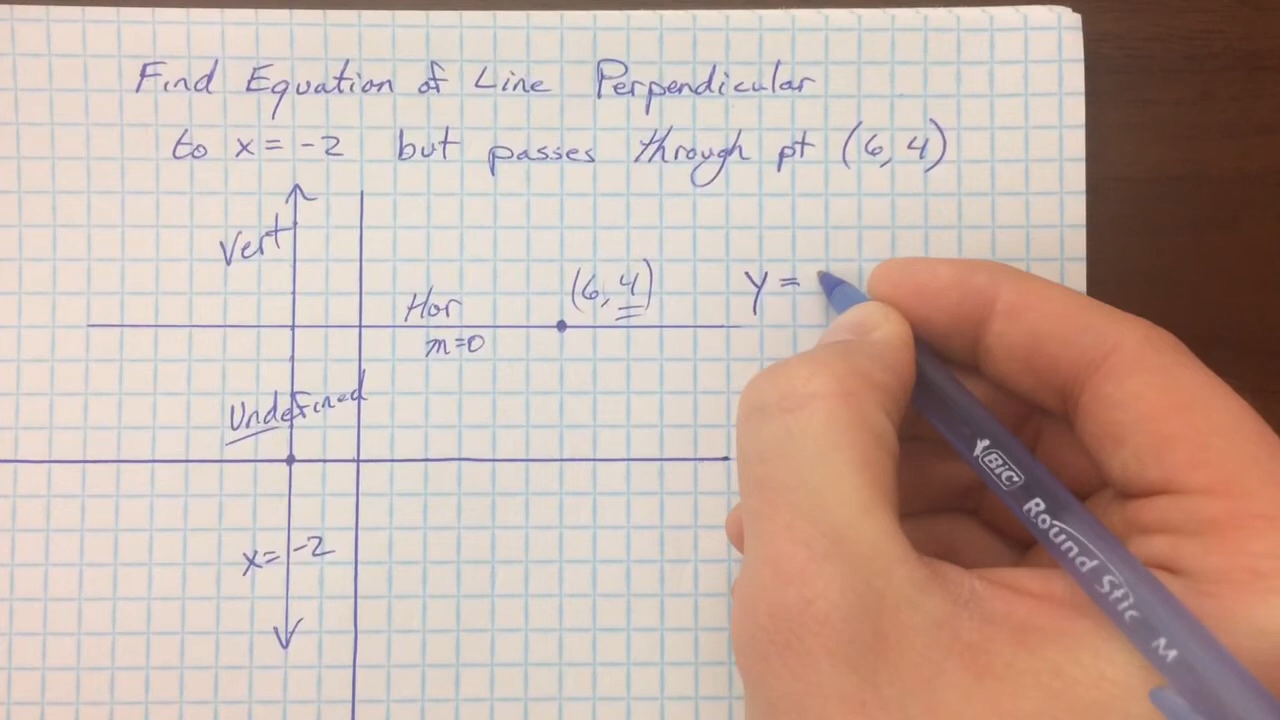 Find Equation of Line Perpendicular
to x = -2 but passes through pt (6, 4)
Vert
Hor
(6, 4)
y =
m=0
Undefined
x= -2
BIC Round Stic M